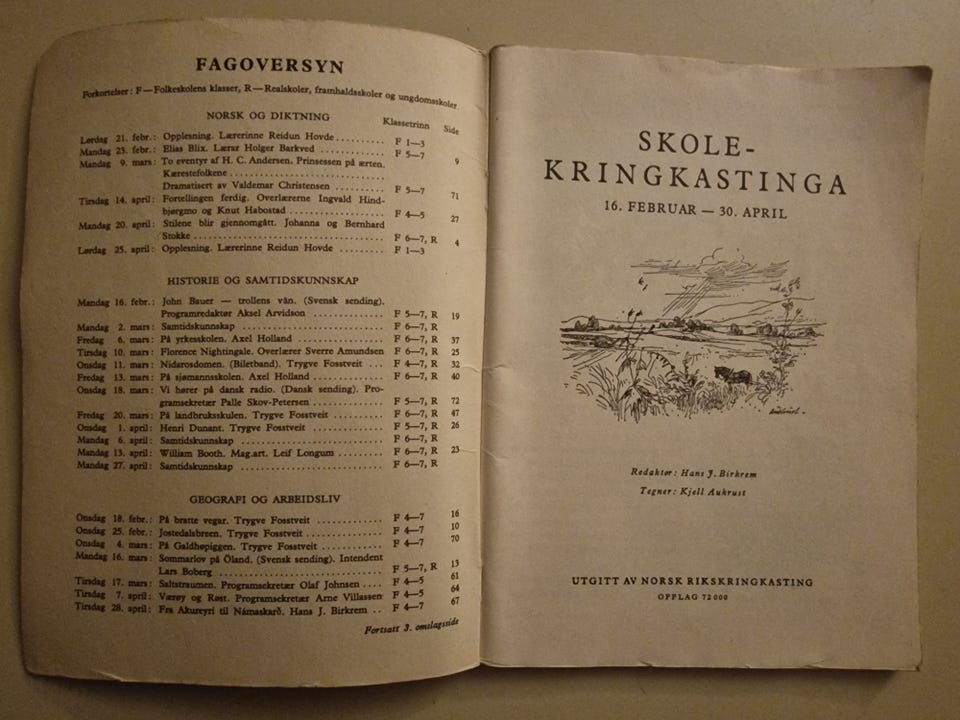 FAGOVERSYN
Forkortelser: F — Folkeskolens klasser, R — Realskoler, framhaldsskoler og ungdomsskoler
NORSK OG DIKTNING Klassetrinn Side
Lørdag 21. febr.: Opplesning. Lærerinne Reidun Hovde .......... F 1—3
Mandag 23. febr.: Elias Blix. Lærar Holger Barkved .......... F 5—7 9
Mandag 9. mars: To eventyr af H. C. Andersen. Prinsessen på ærten.
Kærestefolkene ..........
Dramatisert av Valdemar Christensen .......... F 5—7 71
Tirsdag 14. april: Fortellingen ferdig. Overlærerne Ingvald Hind-
bjørgmo og Knut Habostad .......... F 4—5 27
Mandag 20. april: Stilene blir gjennomgått. Johanna og Bernhard
Stokke .......... F 6—7, R 4
Lørdag 25. april: Opplesning. Lærerinne Reidun Hovde .......... F 1—3
HISTORIE OG SAMTIDSKUNNSKAP
Mandag 16. febr.: John Bauer — trollens vän. (Svensk sending).
Programredaktør Aksel Arvidson .......... F 5—7, R 19
Mandag 2. mars: Samtidskunnskap .......... F 6—7, R
Fredag 6. mars: På yrkesskolen. Axel Holland .......... F 6—7, R 37
Tirsdag 10. mars: Florence Nightingale. Overlærer Sverre Amundsen F 6—7, R 25
Onsdag 11. mars: Nidarosdomen. (Biletband). Trygve Fosstveit ... F 4—7, R 32
Fredag 13. mars: På sjømannsskolen. Axel Holland .......... F 6—7, R 40
Onsdag 18. mars: Vi hører på dansk radio. (Dansk sending). Pro-
gramsekretær Palle Skov-Petersen .......... F 5—7, R 72
Fredag 20. mars: På landbruksskulen. Trygve Fosstveit .......... F 6—7, R 47
Onsdag 1. april: Henri Dunant. Trygve Fosstveit .......... F 5—7, R 26
Mandag 6. april: Samtidskunnskap .......... F 6—7, R
Mandag 13. april: William Booth. Mag.art. Leif Longum .......... F 6—7, R 23
Mandag 27. april: Samtidskunnskap .......... F 6—7, R
GEOGRAFI OG ARBEIDSLIV
Onsdag 18. febr.: På bratte vegar. Trygve Fosstveit .......... F 4—7 16
Onsdag 25. febr.: Jostedalsbreen. Trygve Fosstveit .......... F 4—7 10
Onsdag 4. mars: På Galdhøpiggen. Trygve Fosstveit .......... F 4—7 70
Mandag 16. mars: Sommarlov på Öland. (Svensk sending). Intendent
Lars Boberg .......... F 5—7, R 13
Tirsdag 17. mars: Saltstraumen. Programsekretær Olaf Johnsen .... F 4—5 61
Tirsdag 7. april: Værøy og Røst. Programsekretær Arne Villassen F 4—5 64
Tirsdag 28. april: Fra Akureyri til Námaskarð. Hans J. Birkrem .. F 4—7 67
Fortsatt 3. omslagsside
SKOLE-
KRINGKASTINGA
16. FEBRUAR — 30. APRIL
Redaktør: Hans J. Birkrem
Tegner: Kjell Aukrust
UTGITT AV NORSK RIKSKRINGKASTING
OPPLAG 72000